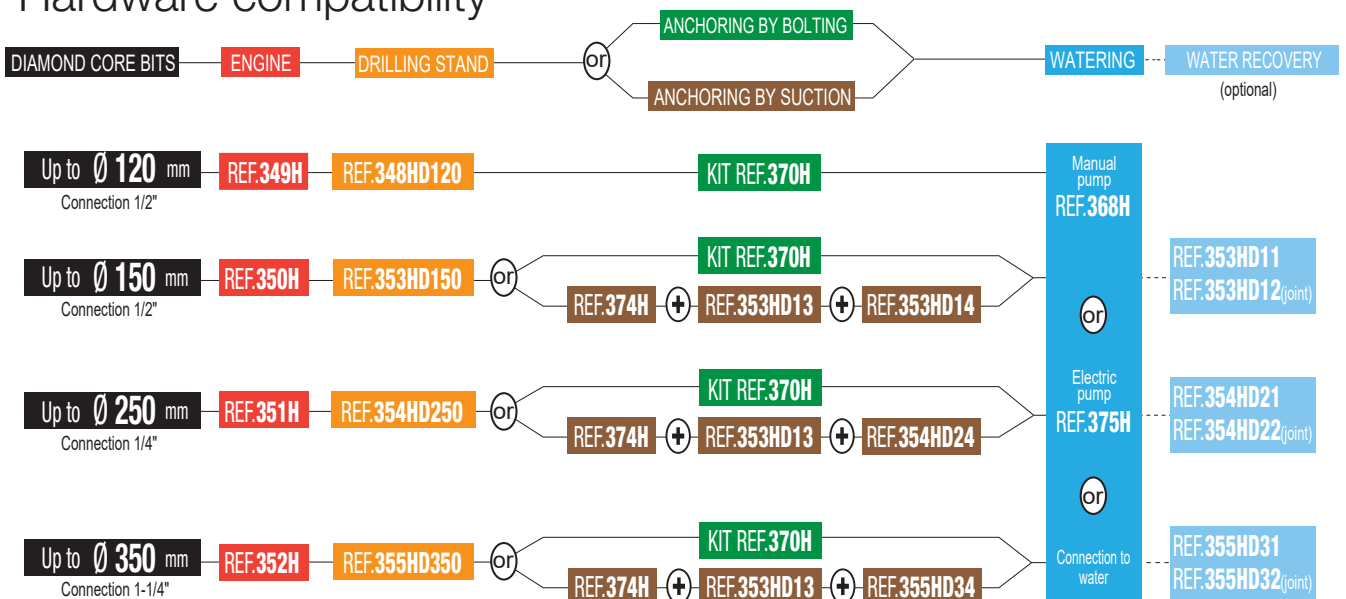 Hardware compatibility
DIAMOND CORE BITS ENGINE DRILLING STAND or ANCHORING BY BOLTING WATERING WATER RECOVERY
ANCHORING BY SUCTION (optional)
Up to Ø 120 mm REF.349H REF.348HD120 KIT REF.370H
Connection 1/2"
Manual
pump
REF.368H
Up to Ø 150 mm REF.350H REF.353HD150 or KIT REF.370H
REF.374H + REF.353HD13 + REF.353HD14
Connection 1/2"
REF.353HD11
REF.353HD12(joint)
or
Up to Ø 250 mm REF.351H REF.354HD250 or KIT REF.370H
REF.374H + REF.353HD13 + REF.354HD24
Connection 1/4"
Electric
pump
REF.375H
REF.354HD21
REF.354HD22(joint)
or
Up to Ø 350 mm REF.352H REF.355HD350 or KIT REF.370H
REF.374H + REF.353HD13 + REF.355HD34
Connection 1-1/4"
Connection to
water
REF.355HD31
REF.355HD32(joint)